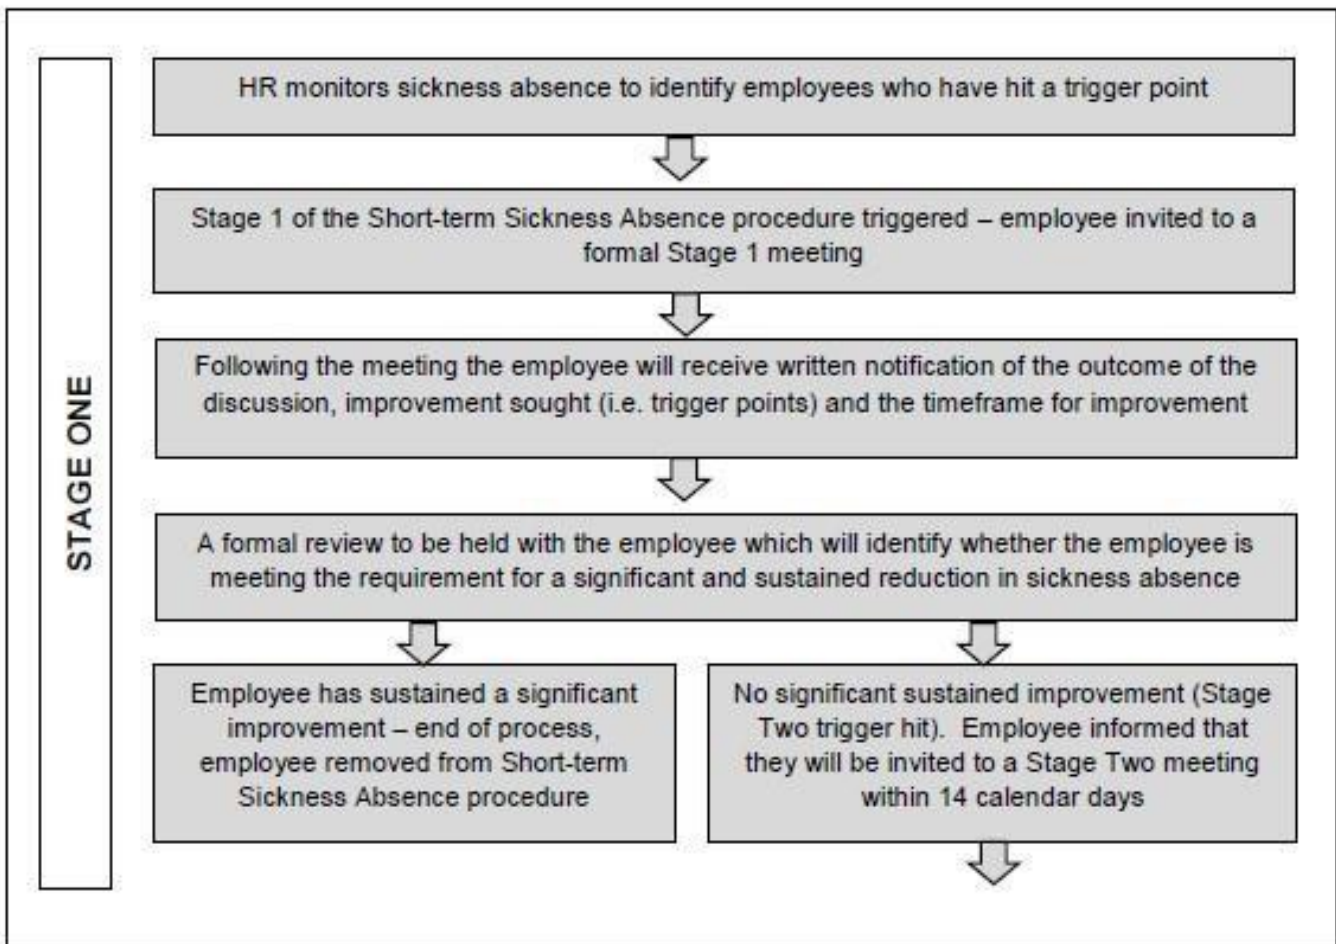 STAGE ONE
HR monitors sickness absence to identify employees who have hit a trigger point
Stage 1 of the Short-term Sickness Absence procedure triggered – employee invited to a
formal Stage 1 meeting
Following the meeting the employee will receive written notification of the outcome of the
discussion, improvement sought (i.e. trigger points) and the timeframe for improvement
A formal review to be held with the employee which will identify whether the employee is
meeting the requirement for a significant and sustained reduction in sickness absence
Employee has sustained a significant
improvement – end of process,
employee removed from Short-term
Sickness Absence procedure
No significant sustained improvement (Stage
Two trigger hit). Employee informed that
they will be invited to a Stage Two meeting
within 14 calendar days